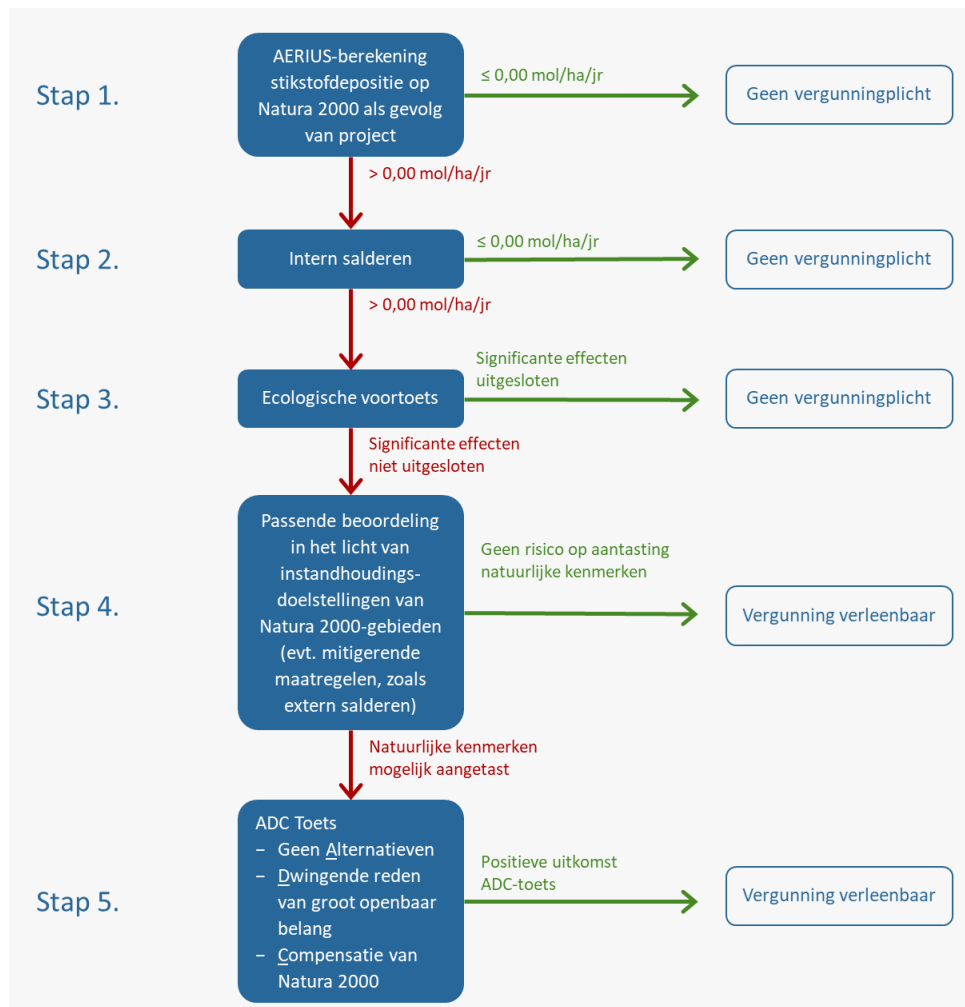 Stap 1.
AERIUS-berekening
stikstofdepositie op
Natura 2000 als gevolg
van project
≤ 0,00 mol/ha/jr
Geen vergunningplicht
> 0,00 mol/ha/jr
Stap 2.
Intern salderen
≤ 0,00 mol/ha/jr
Geen vergunningplicht
> 0,00 mol/ha/jr
Stap 3.
Ecologische voortoets
Significante effecten
uitgesloten
Geen vergunningplicht
Significante effecten
niet uitgesloten
Stap 4.
Passende beoordeling
in het licht van
instandhoudings-
doelstellingen van
Natura 2000-gebieden
(evt. mitigerende
maatregelen, zoals
extern salderen)
Geen risico op aantasting
natuurlijke kenmerken
Vergunning verleenbaar
Natuurlijke kenmerken
mogelijk aangetast
Stap 5.
ADC Toets
– Geen Alternatieven
– Dwingende reden
van groot openbaar
belang
– Compensatie van
Natura 2000
Positieve uitkomst
ADC-toets
Vergunning verleenbaar